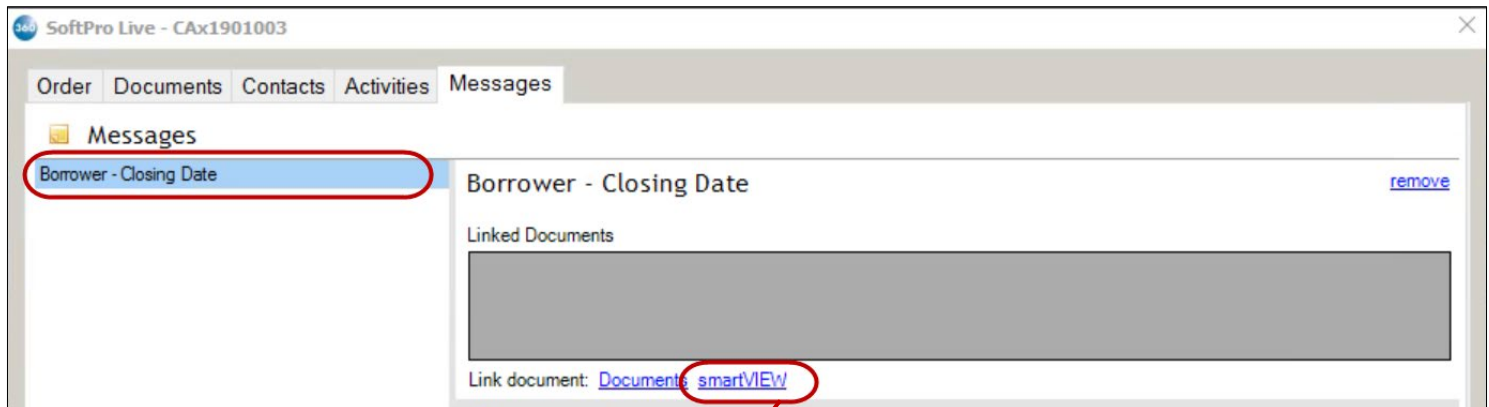 360 SoftPro Live - CAx1901003
Order Documents Contacts Activities Messages
Messages
Borrower - Closing Date
Borrower - Closing Date remove
Linked Documents
Link document: Documents smartVIEW